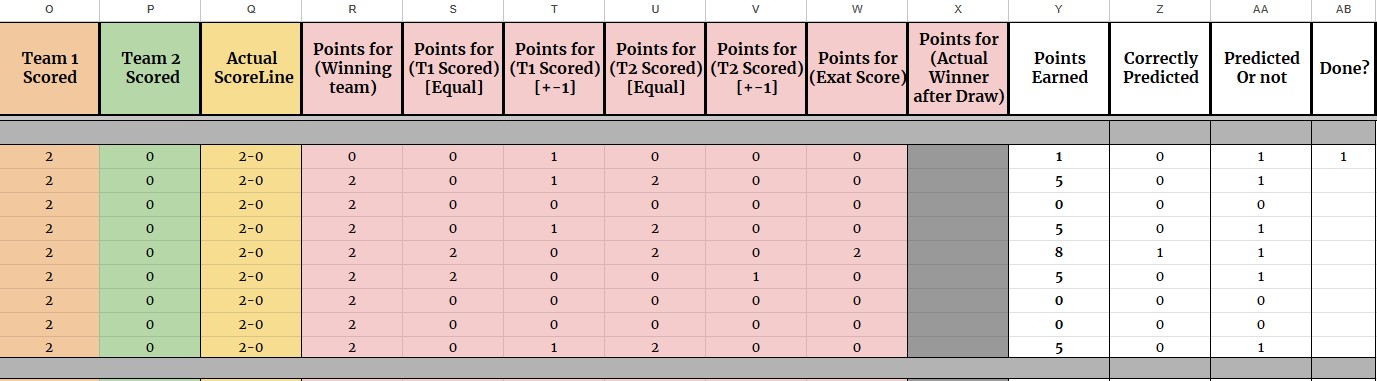 O P Q R S T U V W X Y Z AA AB
Team 1 Scored Team 2 Scored Actual ScoreLine Points for (Winning team) Points for (T1 Scored) [Equal] Points for (T1 Scored) [+-1] Points for (T2 Scored) [Equal] Points for (T2 Scored) [+-1] Points for (Exat Score) Points for (Actual Winner after Draw) Points Earned Correctly Predicted Predicted Or not Done?
2 0 2-0 0 0 1 0 0 0 1 0 1 1
2 0 2-0 2 0 1 2 0 0 5 0 1
2 0 2-0 2 0 0 0 0 0 0 0 0
2 0 2-0 2 0 1 2 0 0 5 0 1
2 0 2-0 2 2 0 2 0 2 8 1 1
2 0 2-0 2 2 0 0 1 0 5 0 1
2 0 2-0 2 0 0 0 0 0 0 0 0
2 0 2-0 2 0 0 0 0 0 0 0 0
2 0 2-0 2 0 1 2 0 0 5 0 1